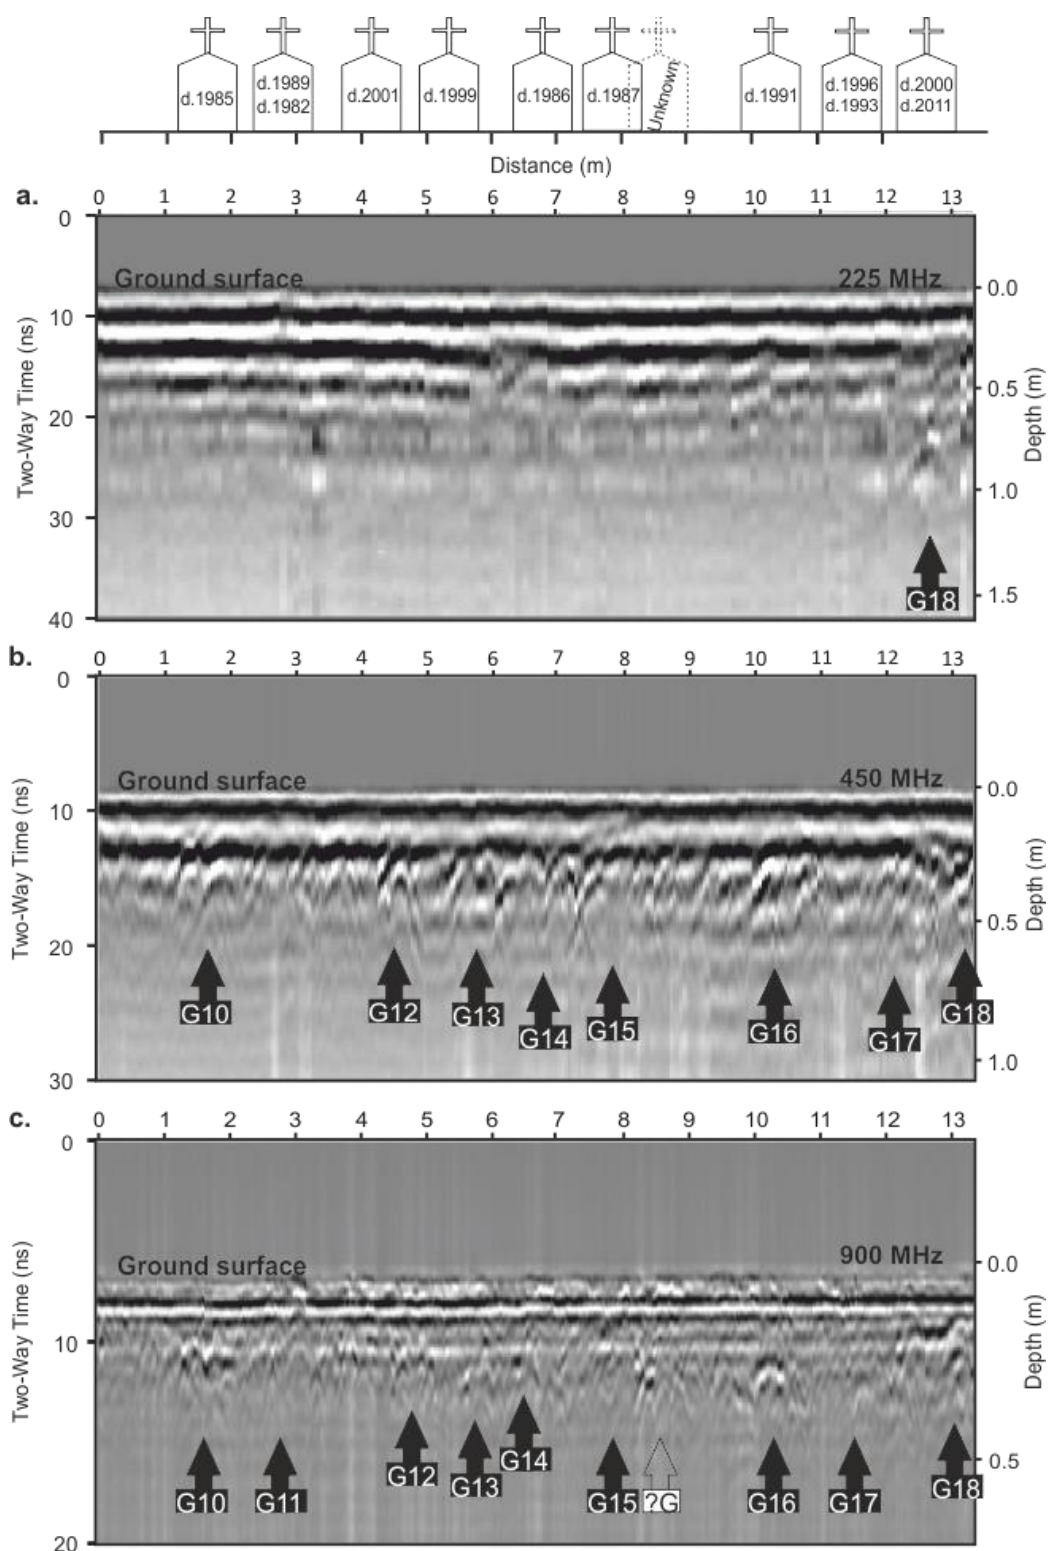 d.1985
d.1989
d.1982
d.2001
d.1999
d.1986
d.1987
Unknown
d.1991
d.1996
d.1993
d.2000
d.2011
Distance (m)
a.
0 1 2 3 4 5 6 7 8 9 10 11 12 13
0
10
20
30
40
Two-Way Time (ns)
Ground surface
225 MHz
0.0
0.5
1.0
1.5
Depth (m)
G18
b.
0 1 2 3 4 5 6 7 8 9 10 11 12 13
0
10
20
30
Two-Way Time (ns)
Ground surface
450 MHz
0.0
0.5
1.0
Depth (m)
G10 G12 G13 G14 G15 G16 G17 G18
c.
0 1 2 3 4 5 6 7 8 9 10 11 12 13
0
10
20
Two-Way Time (ns)
Ground surface
900 MHz
0.0
0.5
Depth (m)
G10 G11 G12 G13 G14 G15 ?G G16 G17 G18